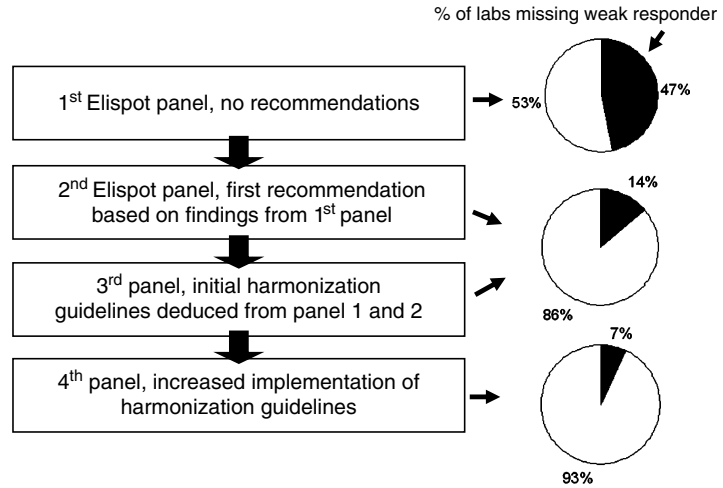 % of labs missing weak responder
1st Elispot panel, no recommendations
53%
47%
2nd Elispot panel, first recommendation
based on findings from 1st panel
14%
86%
3rd panel, initial harmonization
guidelines deduced from panel 1 and 2
4th panel, increased implementation of
harmonization guidelines
7%
93%